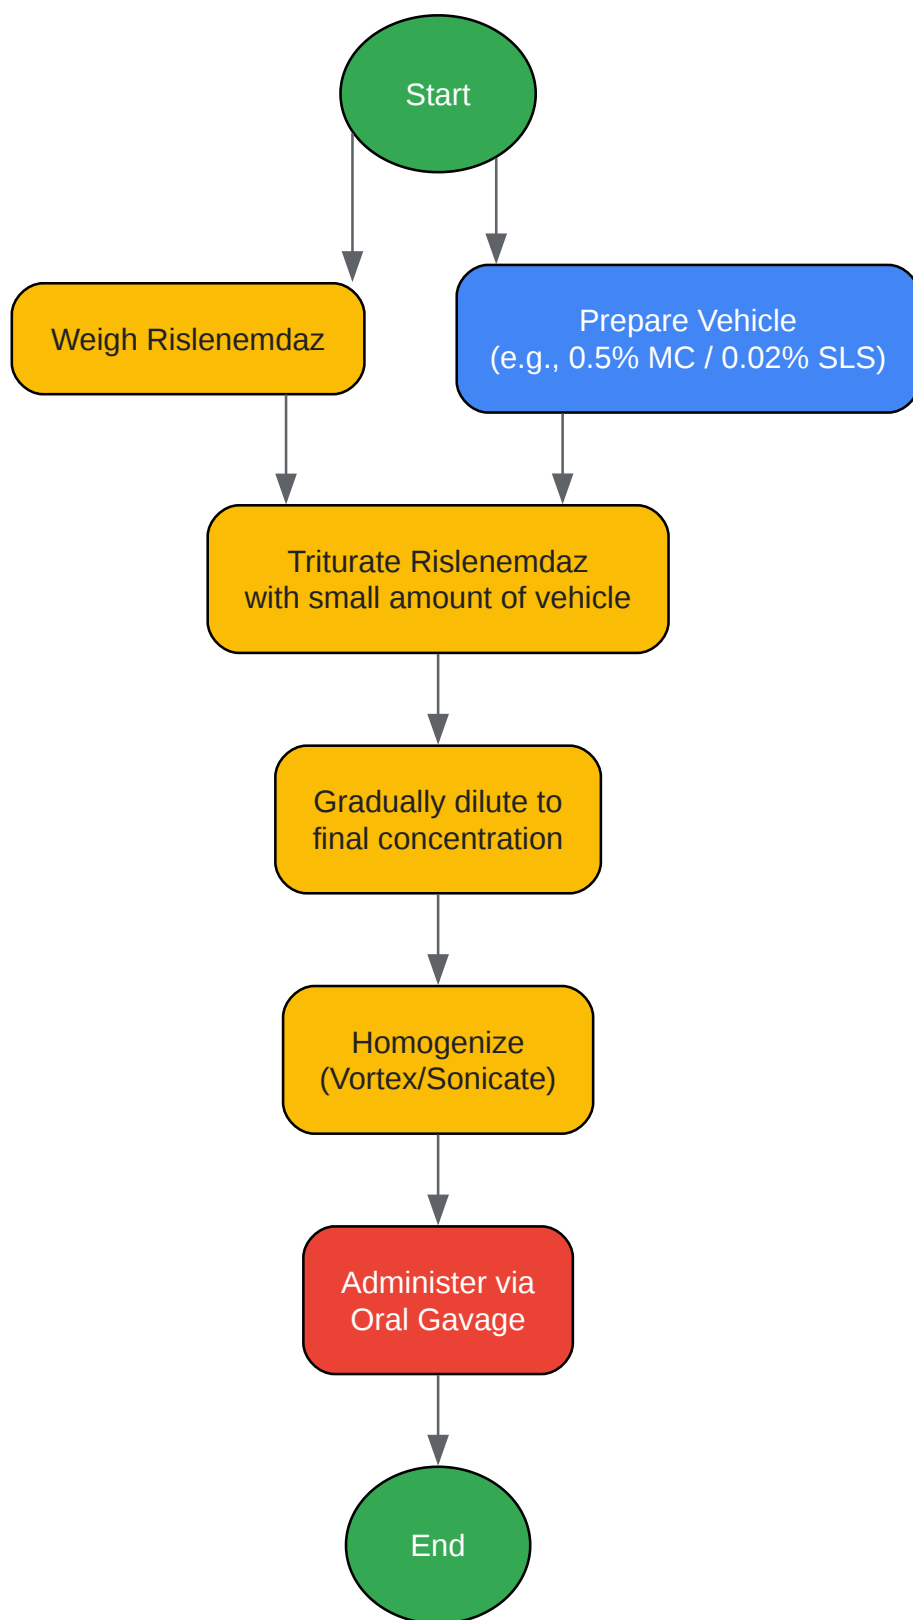 Start
Weigh Rislenemdaz
Prepare Vehicle
(e.g., 0.5% MC / 0.02% SLS)
Triturate Rislenemdaz
with small amount of vehicle
Gradually dilute to
final concentration
Homogenize
(Vortex/Sonicate)
Administer via
Oral Gavage
End